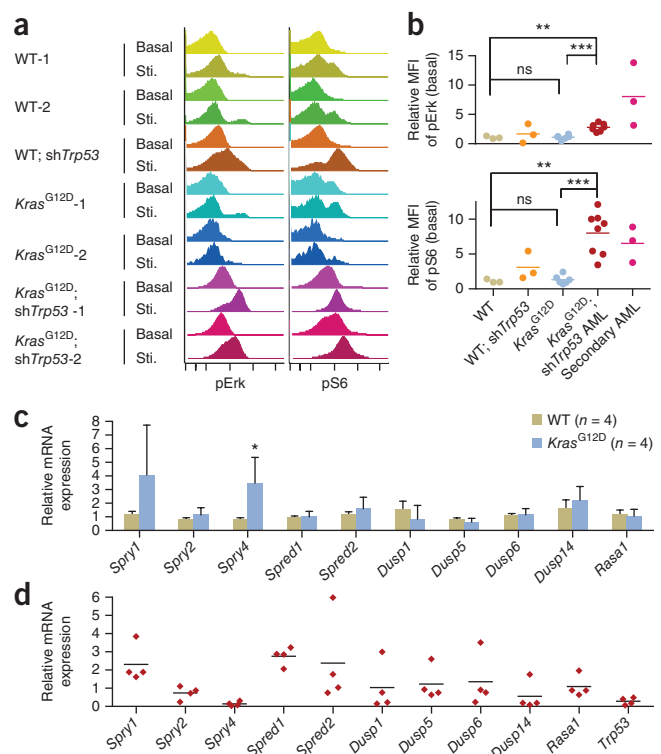 a
WT-1
Basal
Sti.
WT-2
Basal
Sti.
WT; shTrp53
Basal
Sti.
KrasG12D-1
Basal
Sti.
KrasG12D-2
Basal
Sti.
KrasG12D;
shTrp53 -1
Basal
Sti.
KrasG12D;
shTrp53-2
Basal
Sti.
pErk
pS6
b
Relative MFI
of pErk (basal)
15
10
5
0
**
***
ns
Relative MFI
of pS6 (basal)
10
5
0
**
***
ns
WT
WT; shTrp53
KrasG12D
KrasG12D;
shTrp53 AML
Secondary AML
c
Relative mRNA
expression
8
7
6
5
4
3
2
1
0
*
WT (n = 4)
KrasG12D (n = 4)
Spry1
Spry2
Spry4
Spred1
Spred2
Dusp1
Dusp5
Dusp6
Dusp14
Rasa1
d
Relative mRNA
expression
6
5
4
3
2
1
0
Spry1
Spry2
Spry4
Spred1
Spred2
Dusp1
Dusp5
Dusp6
Dusp14
Rasa1
Trp53